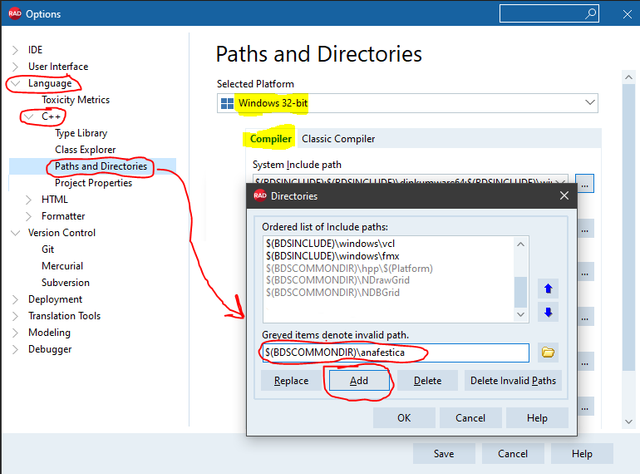 RAD Options
IDE
User Interface
Language
Toxicity Metrics
C++
Type Library
Class Explorer
Paths and Directories
Project Properties
HTML
Formatter
Version Control
Git
Mercurial
Subversion
Deployment
Translation Tools
Modeling
Debugger
Paths and Directories
Selected Platform
Windows 32-bit
Compiler Classic Compiler
System Include path
...
RAD Directories
Ordered list of Include paths:
$(BDSINCLUDE)\windows\vcl
$(BDSINCLUDE)\windows\fmx
$(BDSCOMMONDIR)\hpp\$(Platform)
$(BDSCOMMONDIR)\NDrawGrid
$(BDSCOMMONDIR)\NDBGrid
Greyed items denote invalid path.
$(BDSCOMMONDIR)\anafestica
Replace Add Delete Delete Invalid Paths
OK Cancel Help
Save Cancel Help